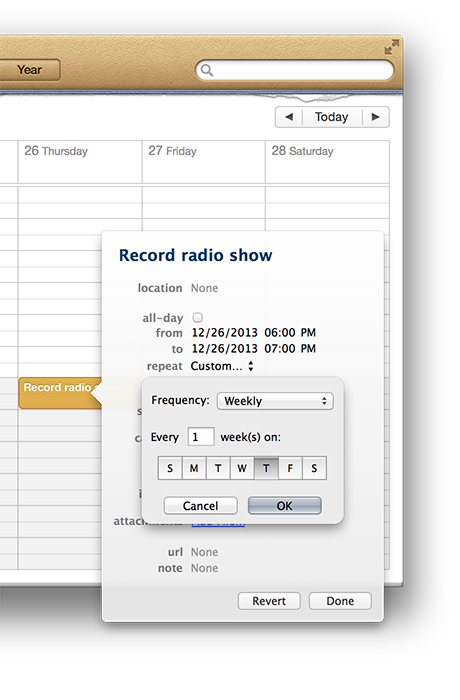 Year
Today
26 Thursday
27 Friday
28 Saturday
Record radio show
location None
all-day
from 12/26/2013 06:00 PM
to 12/26/2013 07:00 PM
repeat Custom...
Record radio
Frequency: Weekly
Every 1 week(s) on:
S M T W T F S
Cancel OK
attachments
url None
note None
Revert Done